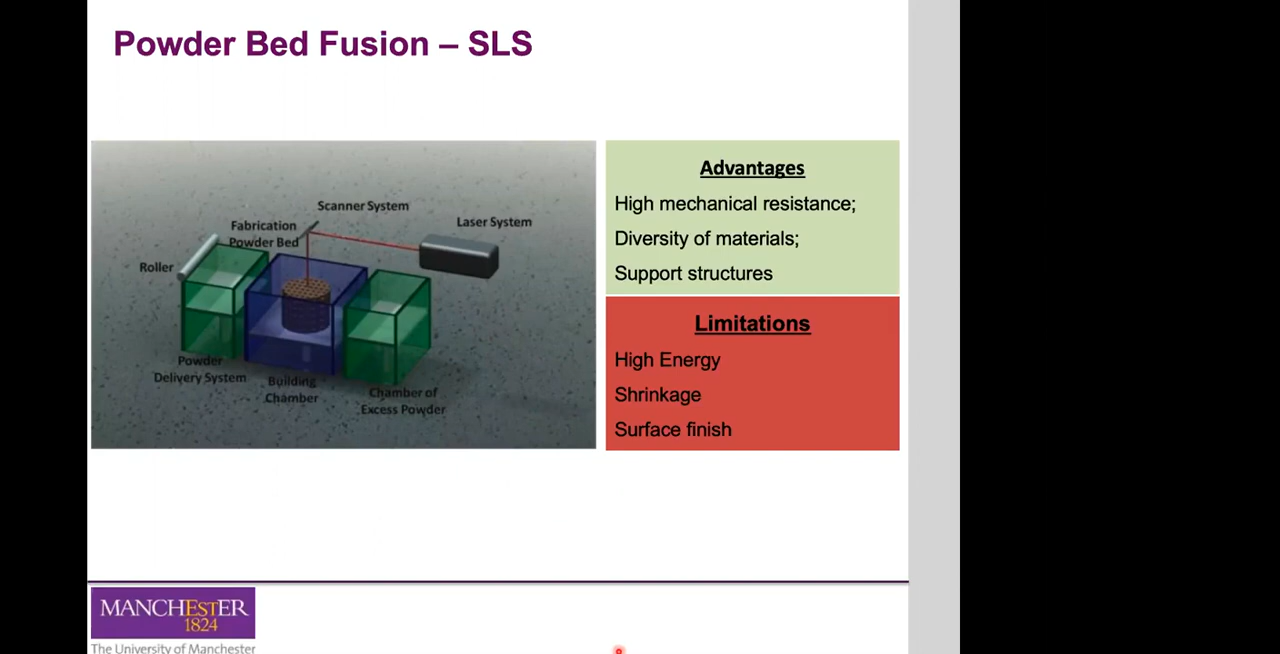 Powder Bed Fusion – SLS
Scanner System
Fabrication
Powder Bed
Laser System
Roller
Powder
Delivery System
Building
Chamber
Chamber of
Excess Powder
Advantages
High mechanical resistance;
Diversity of materials;
Support structures
Limitations
High Energy
Shrinkage
Surface finish
MANCHESTER
1824
The University of Manchester